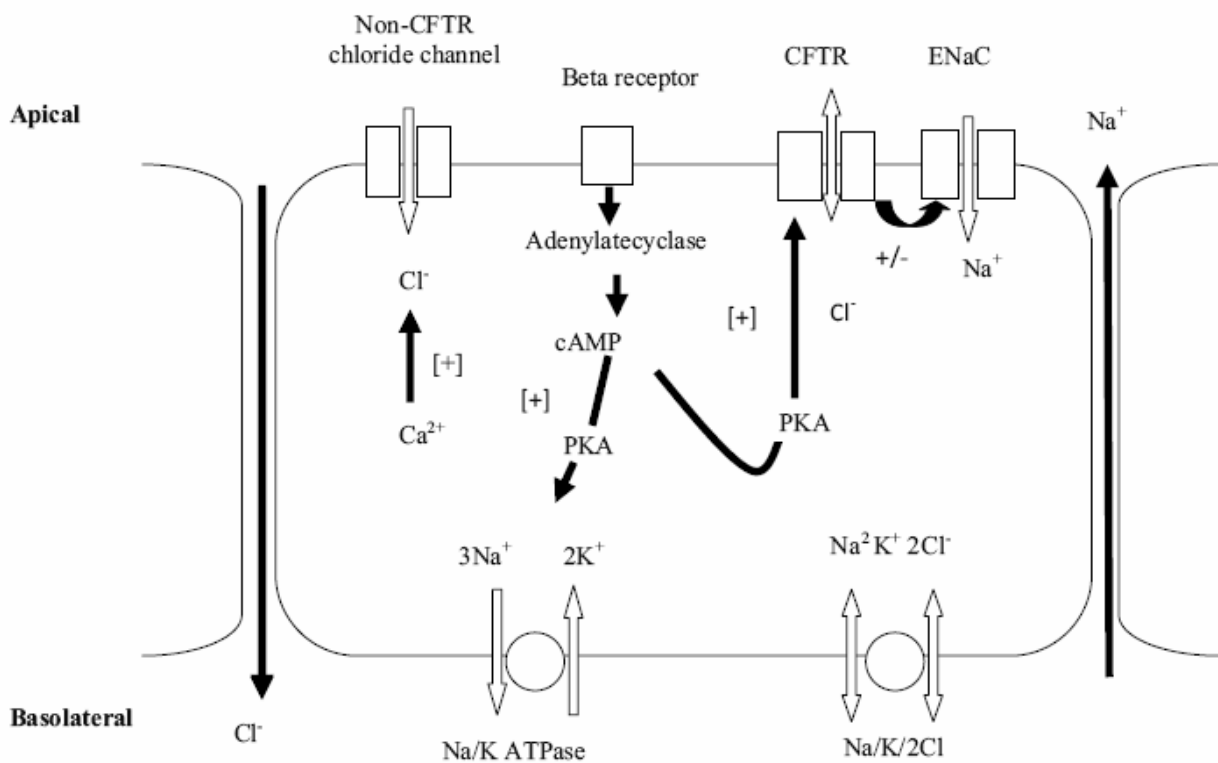 Non-CFTR
chloride channel
Beta receptor
CFTR
ENaC
Apical
Na⁺
Adenylatecyclase
+/-
Na⁺
Cl⁻
[+]
Cl⁻
cAMP
[+]
[+]
Ca²⁺
PKA
PKA
3Na⁺
2K⁺
Na² K⁺ 2Cl⁻
Basolateral
Cl⁻
Na/K ATPase
Na/K/2Cl